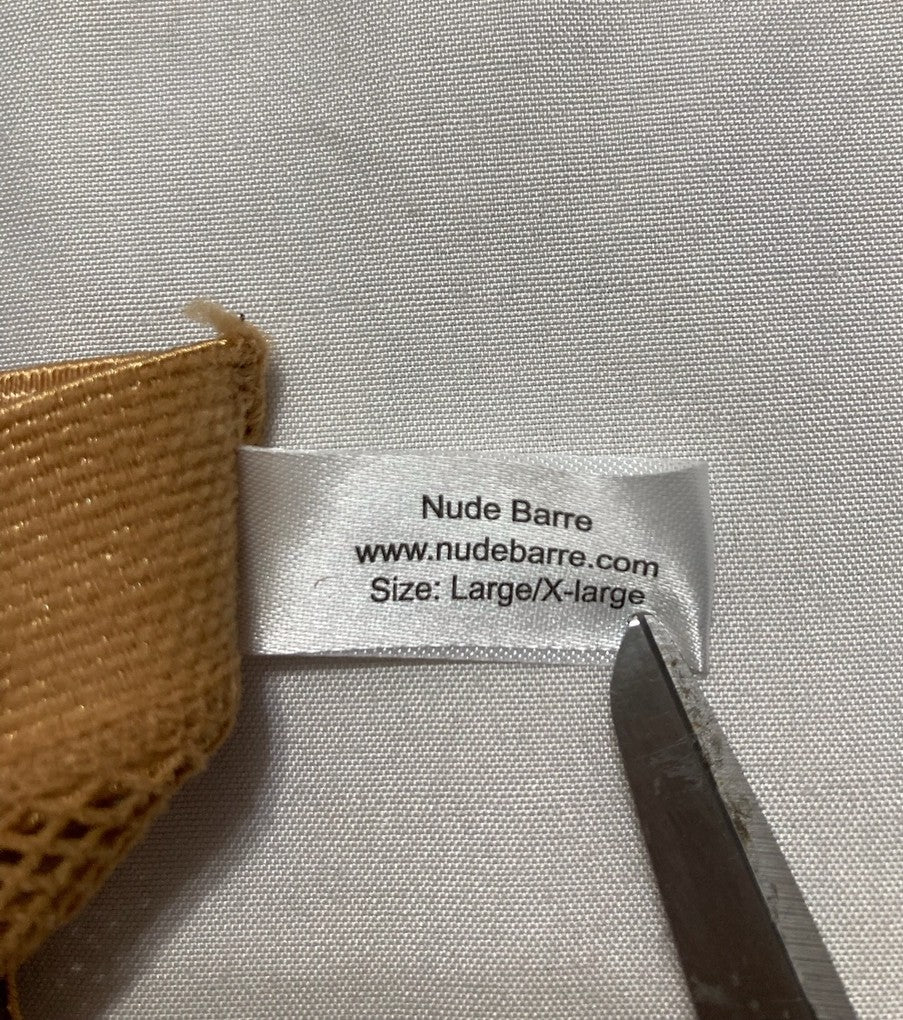 Nude Barre
www.nudebarre.com
Size: Large/X-large